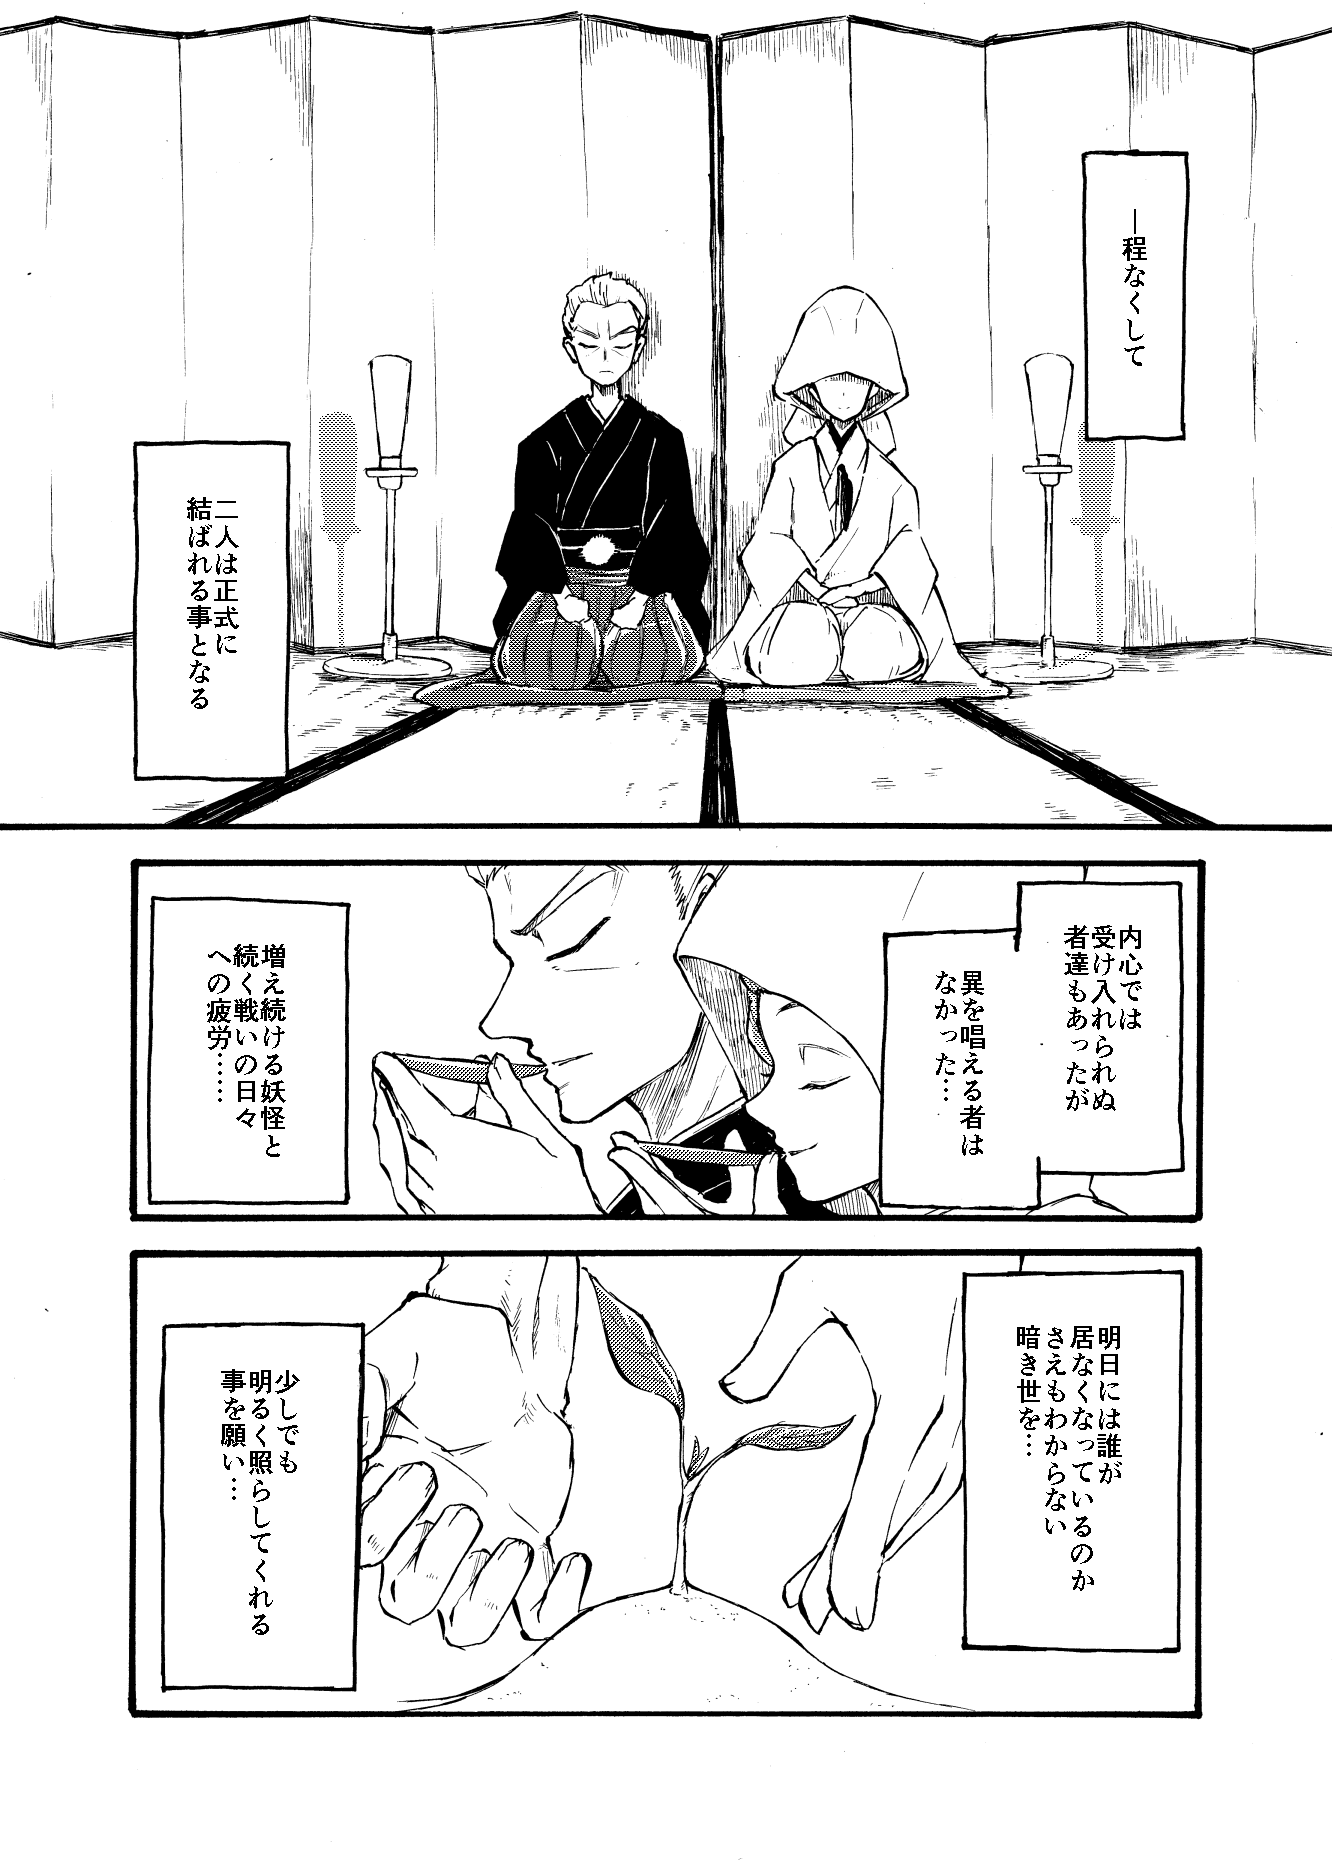 ―程なくして
二人は正式に
結ばれる事となる
内心では
受け入れられぬ
者達もあったが
異を唱える者は
なかった…
増え続ける妖怪と
続く戦いの日々
への疲労……
明日には誰が
居なくなっているのか
さえもわからない
暗き世を…
少しでも
明るく照らしてくれる
事を願い…